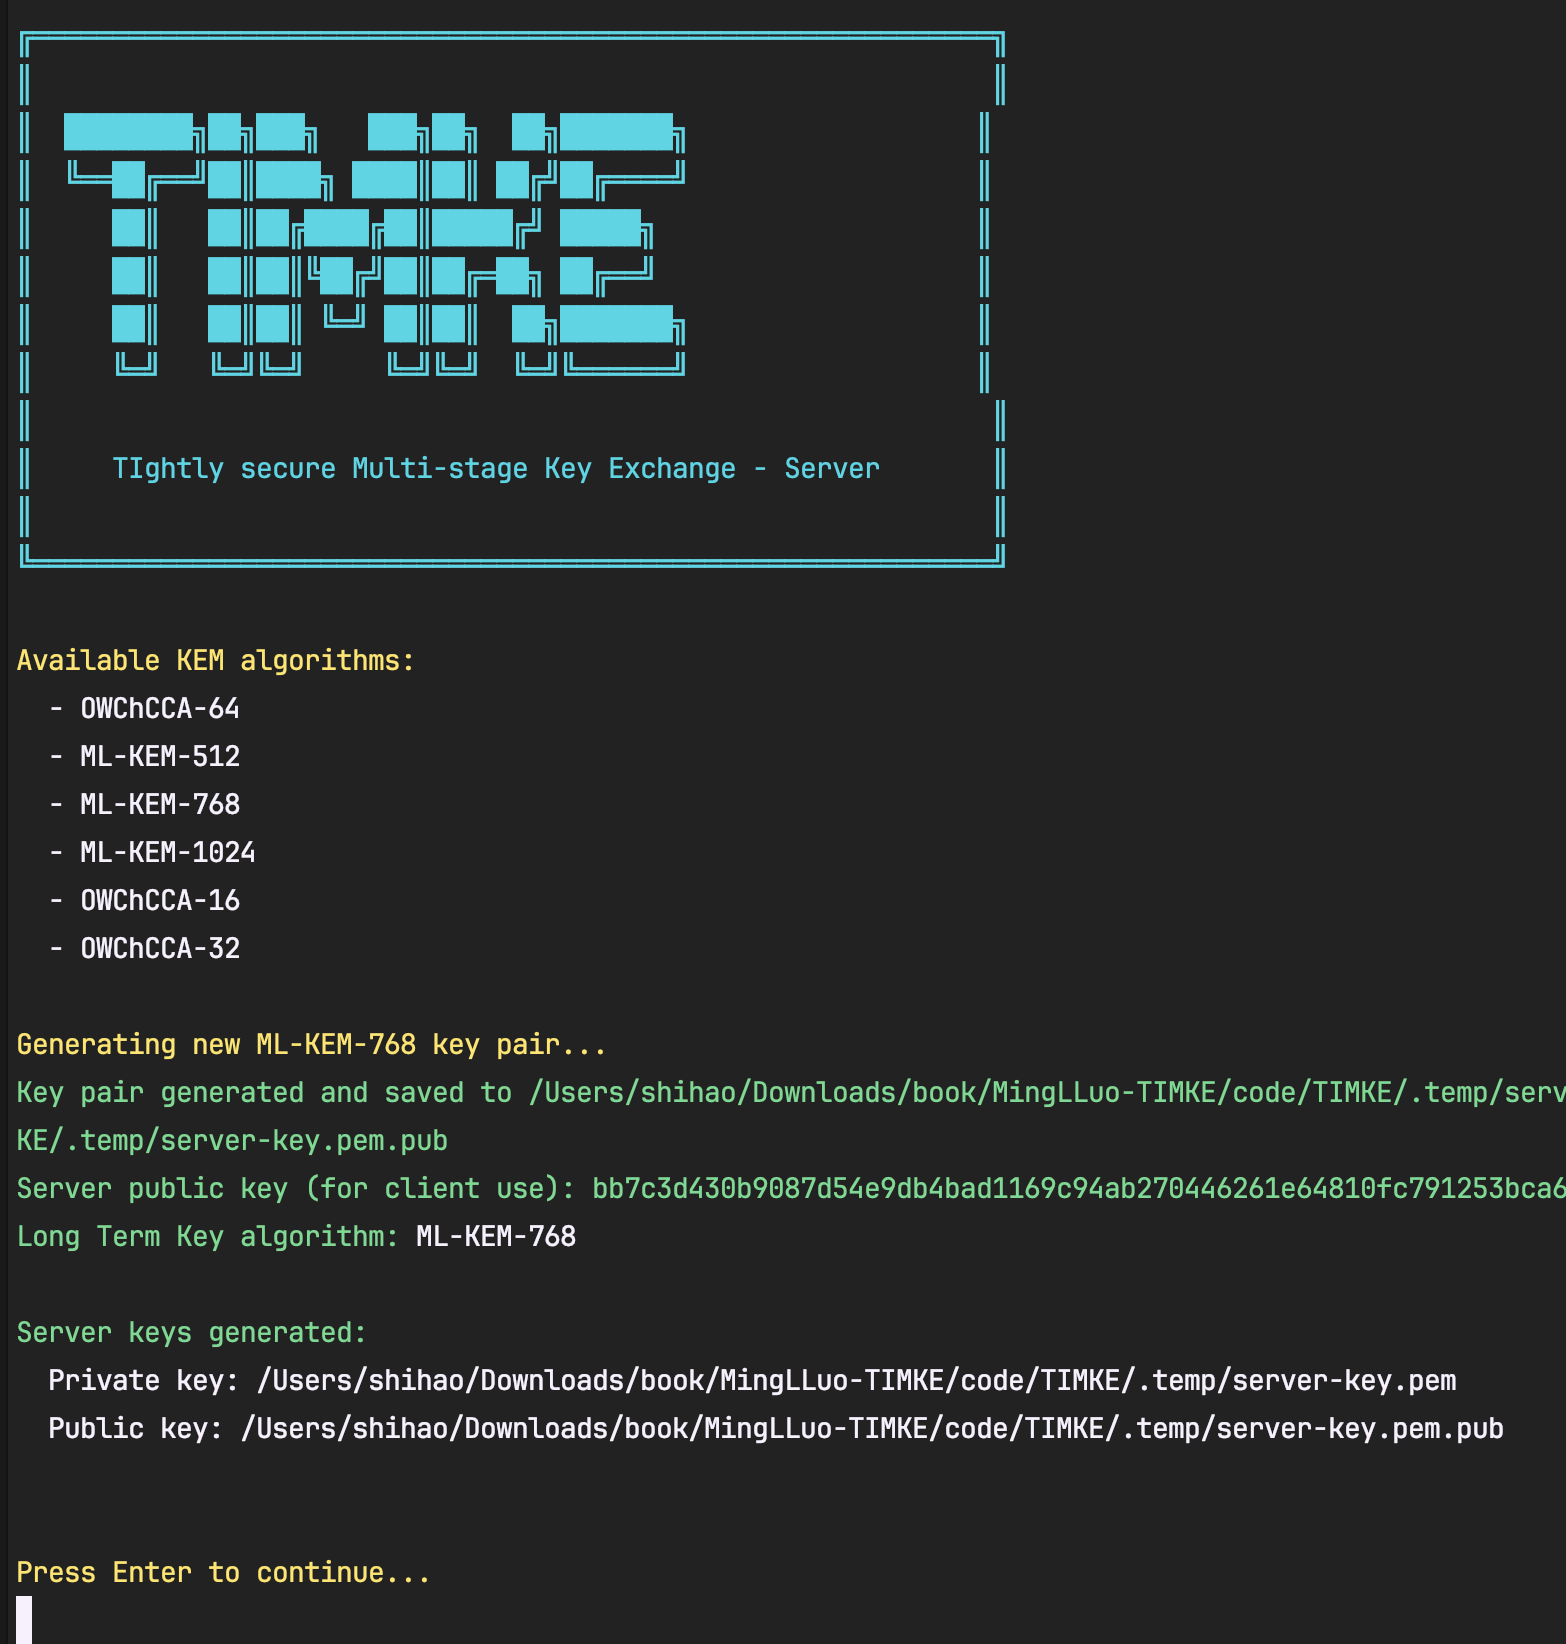 TIMKE
TIghtly secure Multi-stage Key Exchange - Server
Available KEM algorithms:
- OWChCCA-64
- ML-KEM-512
- ML-KEM-768
- ML-KEM-1024
- OWChCCA-16
- OWChCCA-32
Generating new ML-KEM-768 key pair...
Key pair generated and saved to /Users/shihao/Downloads/book/MingLLuo-TIMKE/code/TIMKE/.temp/serv
KE/.temp/server-key.pem.pub
Server public key (for client use): bb7c3d430b9087d54e9db4bad1169c94ab270446261e64810fc791253bca6
Long Term Key algorithm: ML-KEM-768
Server keys generated:
Private key: /Users/shihao/Downloads/book/MingLLuo-TIMKE/code/TIMKE/.temp/server-key.pem
Public key: /Users/shihao/Downloads/book/MingLLuo-TIMKE/code/TIMKE/.temp/server-key.pem.pub
Press Enter to continue...